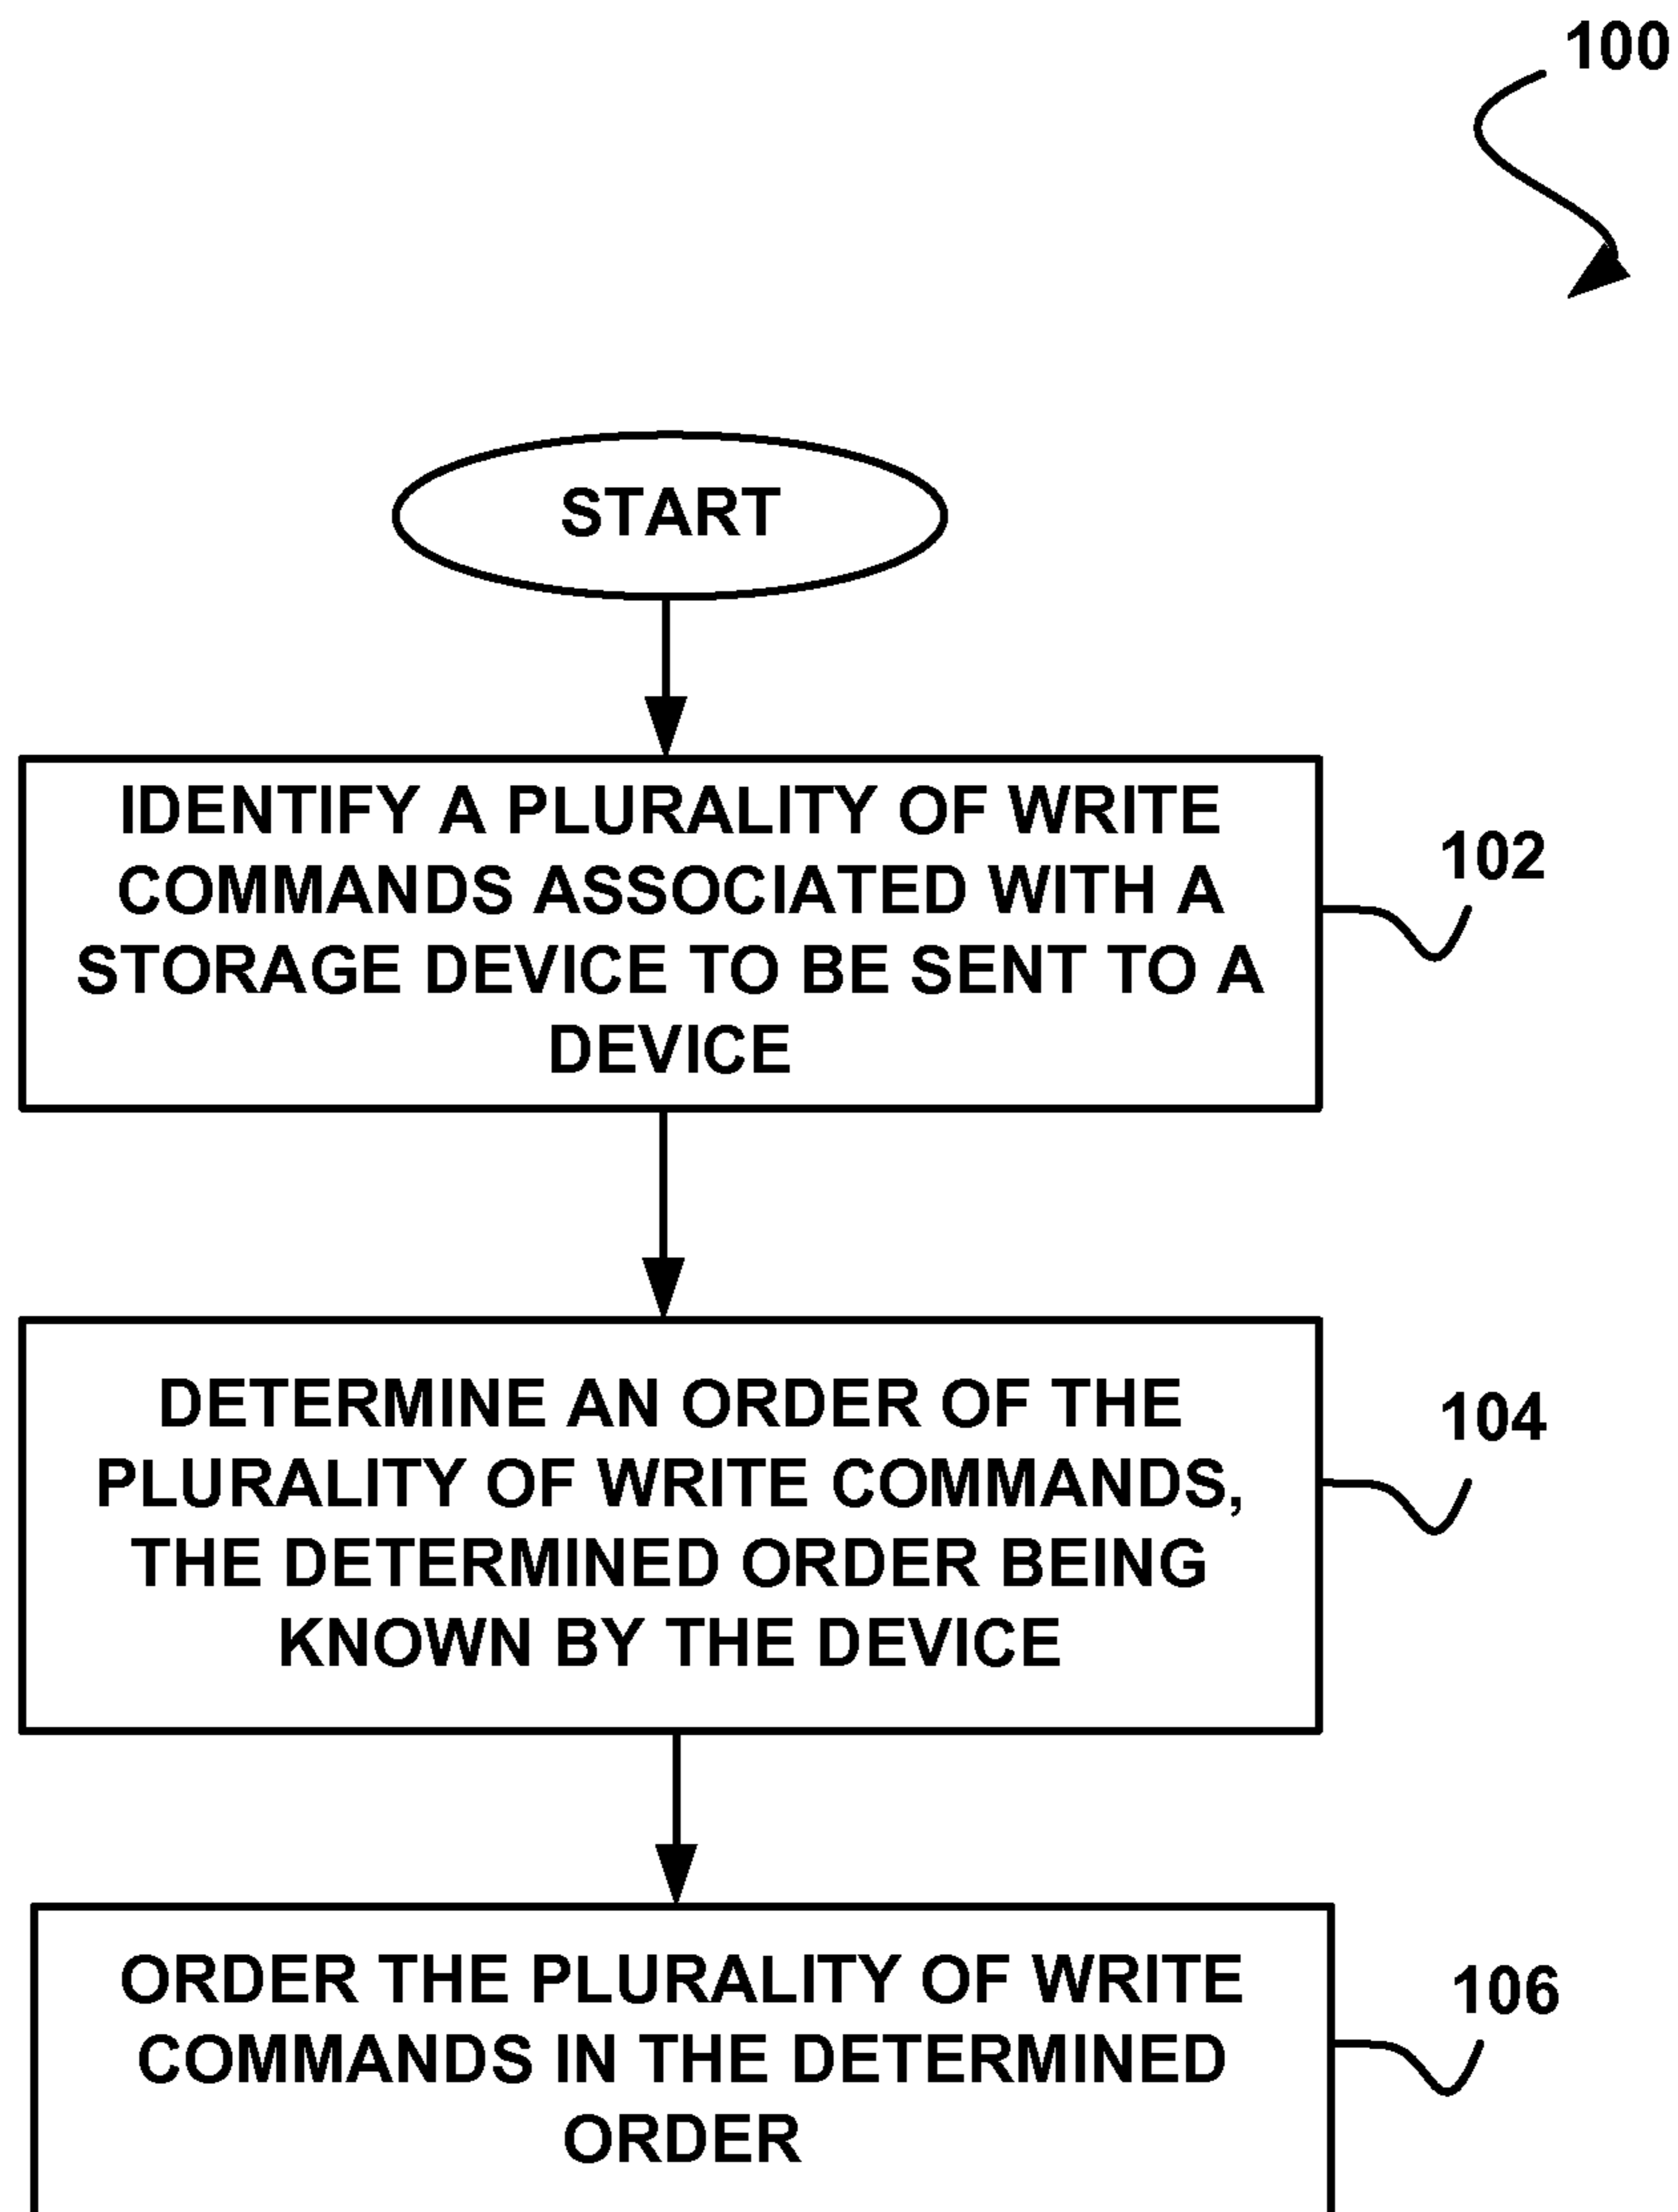 100
START
IDENTIFY A PLURALITY OF WRITE
COMMANDS ASSOCIATED WITH A
STORAGE DEVICE TO BE SENT TO A
DEVICE
102
DETERMINE AN ORDER OF THE
PLURALITY OF WRITE COMMANDS,
THE DETERMINED ORDER BEING
KNOWN BY THE DEVICE
104
ORDER THE PLURALITY OF WRITE
COMMANDS IN THE DETERMINED
ORDER
106